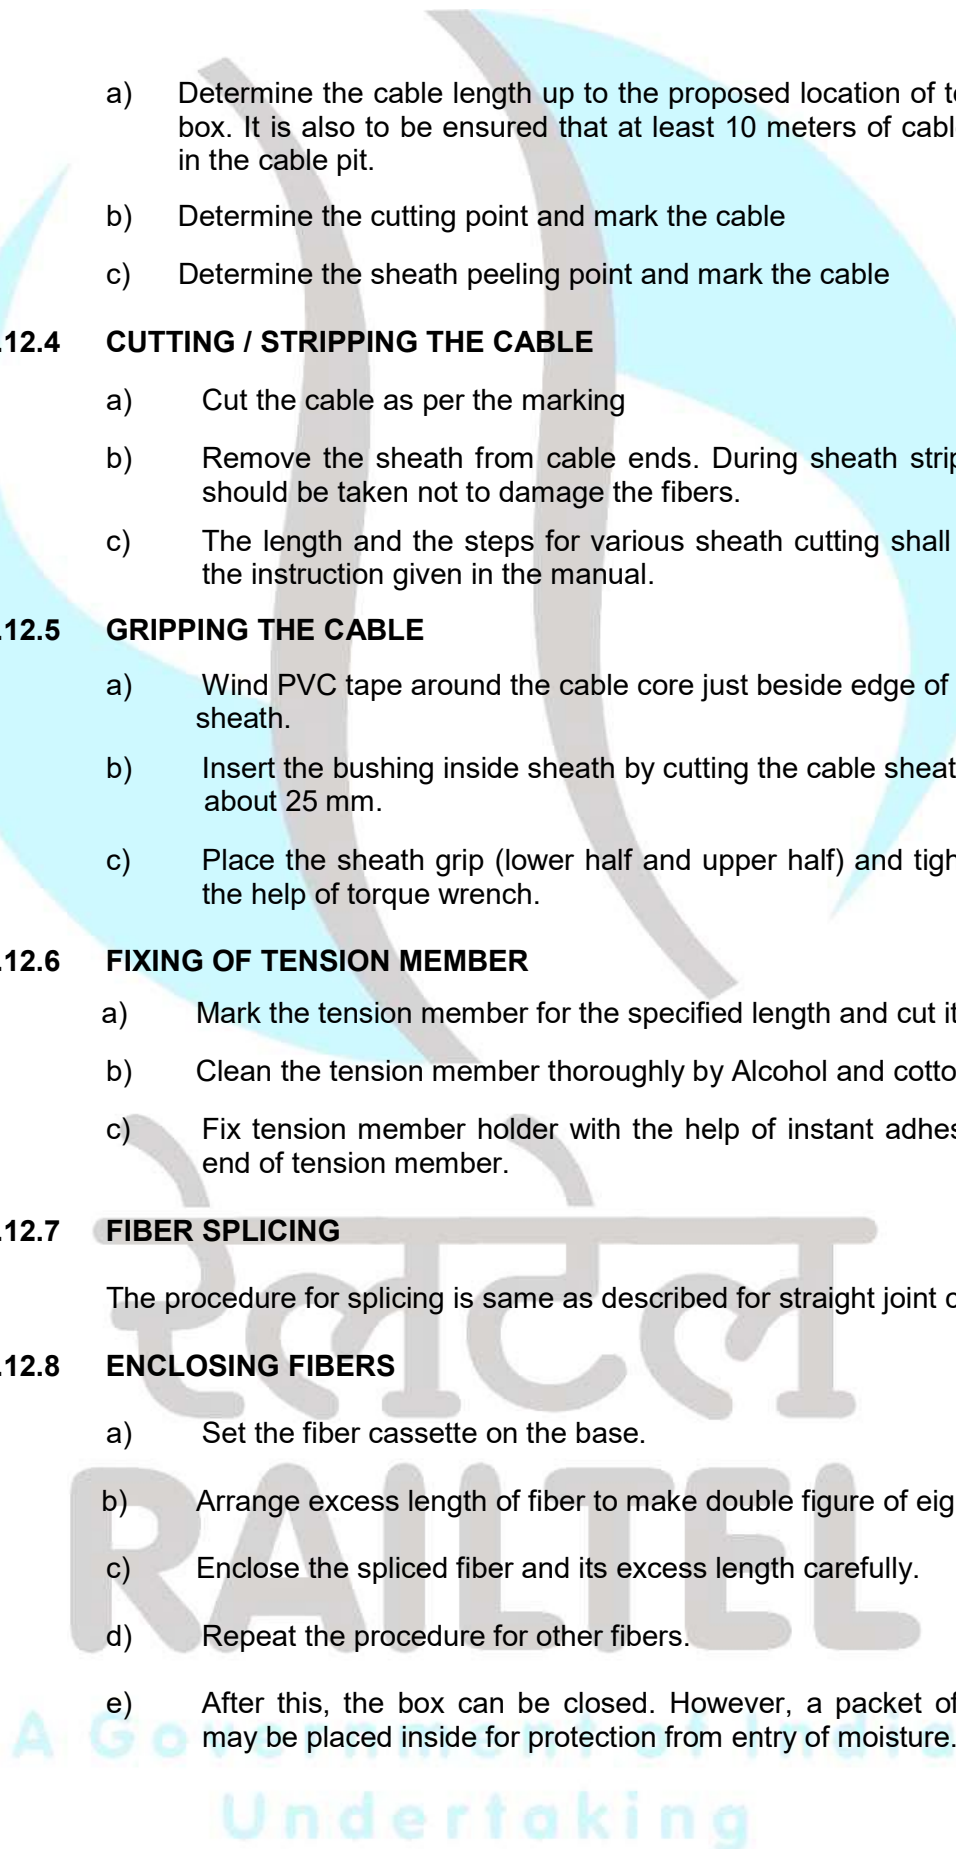 a) Determine the cable length up to the proposed location of
box. It is also to be ensured that at least 10 meters of
in the cable pit.
b) Determine the cutting point and mark the cable
c) Determine the sheath peeling point and mark the cable
.12.4 CUTTING / STRIPPING THE CABLE
a) Cut the cable as per the marking
b) Remove the sheath from cable ends. During sheath
should be taken not to damage the fibers.
c) The length and the steps for various sheath cutting shall
the instruction given in the manual.
.12.5 GRIPPING THE CABLE
a) Wind PVC tape around the cable core just beside edge of
sheath.
b) Insert the bushing inside sheath by cutting the cable
about 25 mm.
c) Place the sheath grip (lower half and upper half) and
the help of torque wrench.
.12.6 FIXING OF TENSION MEMBER
a) Mark the tension member for the specified length and cut it
b) Clean the tension member thoroughly by Alcohol and
c) Fix tension member holder with the help of instant
end of tension member.
.12.7 FIBER SPLICING
The procedure for splicing is same as described for straight joint
.12.8 ENCLOSING FIBERS
रेलटेल
a) Set the fiber cassette on the base.
b) Arrange excess length of fiber to make double figure of
RAILTEL
c) Enclose the spliced fiber and its excess length carefully.
d) Repeat the procedure for other fibers.
e) After this, the box can be closed. However, a packet of
may be placed inside for protection from entry of moisture.
A Government of India
Undertaking